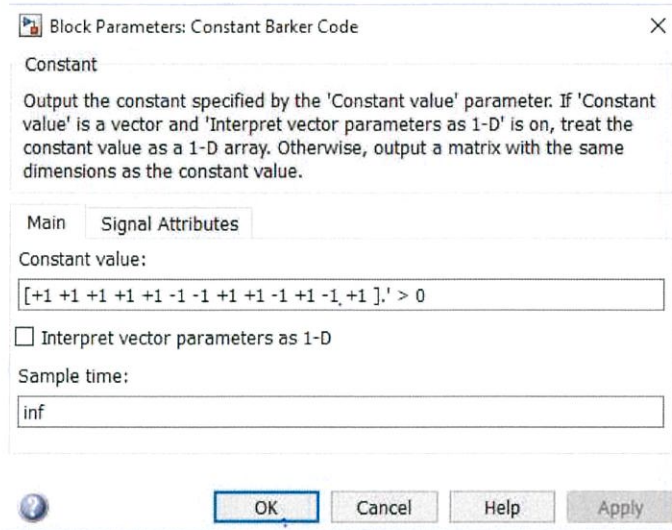 Block Parameters: Constant Barker Code
Constant
Output the constant specified by the 'Constant value' parameter. If 'Constant
value' is a vector and 'Interpret vector parameters as 1-D' is on, treat the
constant value as a 1-D array. Otherwise, output a matrix with the same
dimensions as the constant value.
Main Signal Attributes
Constant value:
[+1 +1 +1 +1 +1 -1 -1 +1 +1 -1 +1 -1 +1 ].' > 0
Interpret vector parameters as 1-D
Sample time:
inf
OK Cancel Help Apply